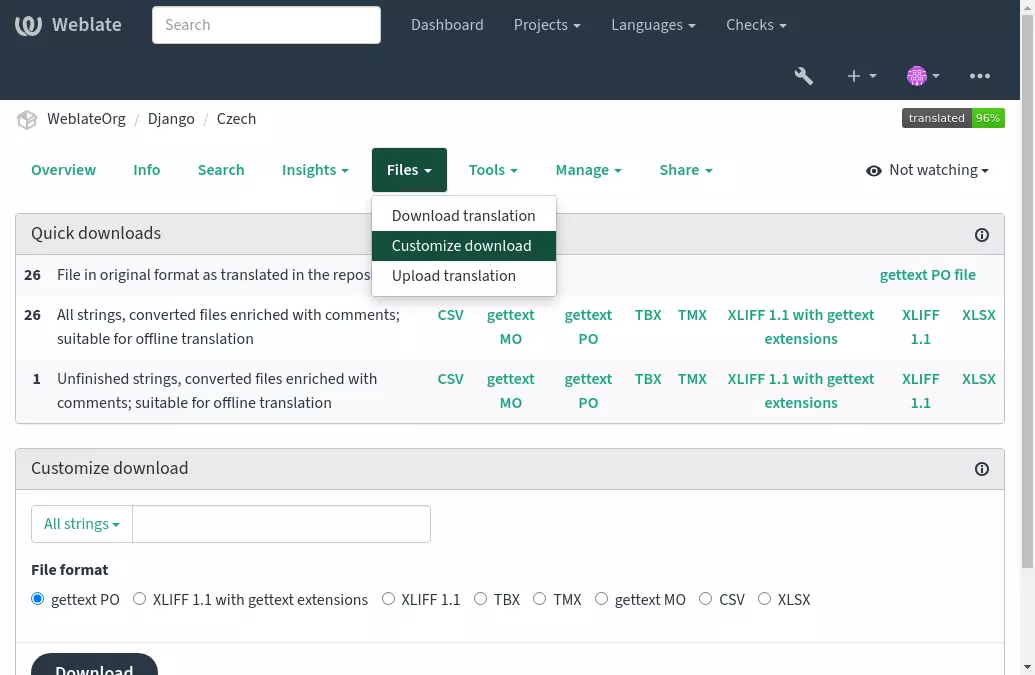 Weblate
Search
Dashboard
Projects
Languages
Checks
WeblateOrg / Django / Czech
translated 96%
Overview
Info
Search
Insights
Files
Tools
Manage
Share
Not watching
Download translation
Customize download
Upload translation
Quick downloads
26 File in original format as translated in the repos
gettext PO file
26 All strings, converted files enriched with comments; CSV gettext gettext TBX TMX XLIFF 1.1 with gettext XLIFF XLSX
suitable for offline translation MO PO extensions 1.1
1 Unfinished strings, converted files enriched with CSV gettext gettext TBX TMX XLIFF 1.1 with gettext XLIFF XLSX
comments; suitable for offline translation MO PO extensions 1.1
Customize download
All strings
File format
gettext PO XLIFF 1.1 with gettext extensions XLIFF 1.1 TBX TMX gettext MO CSV XLSX
Download